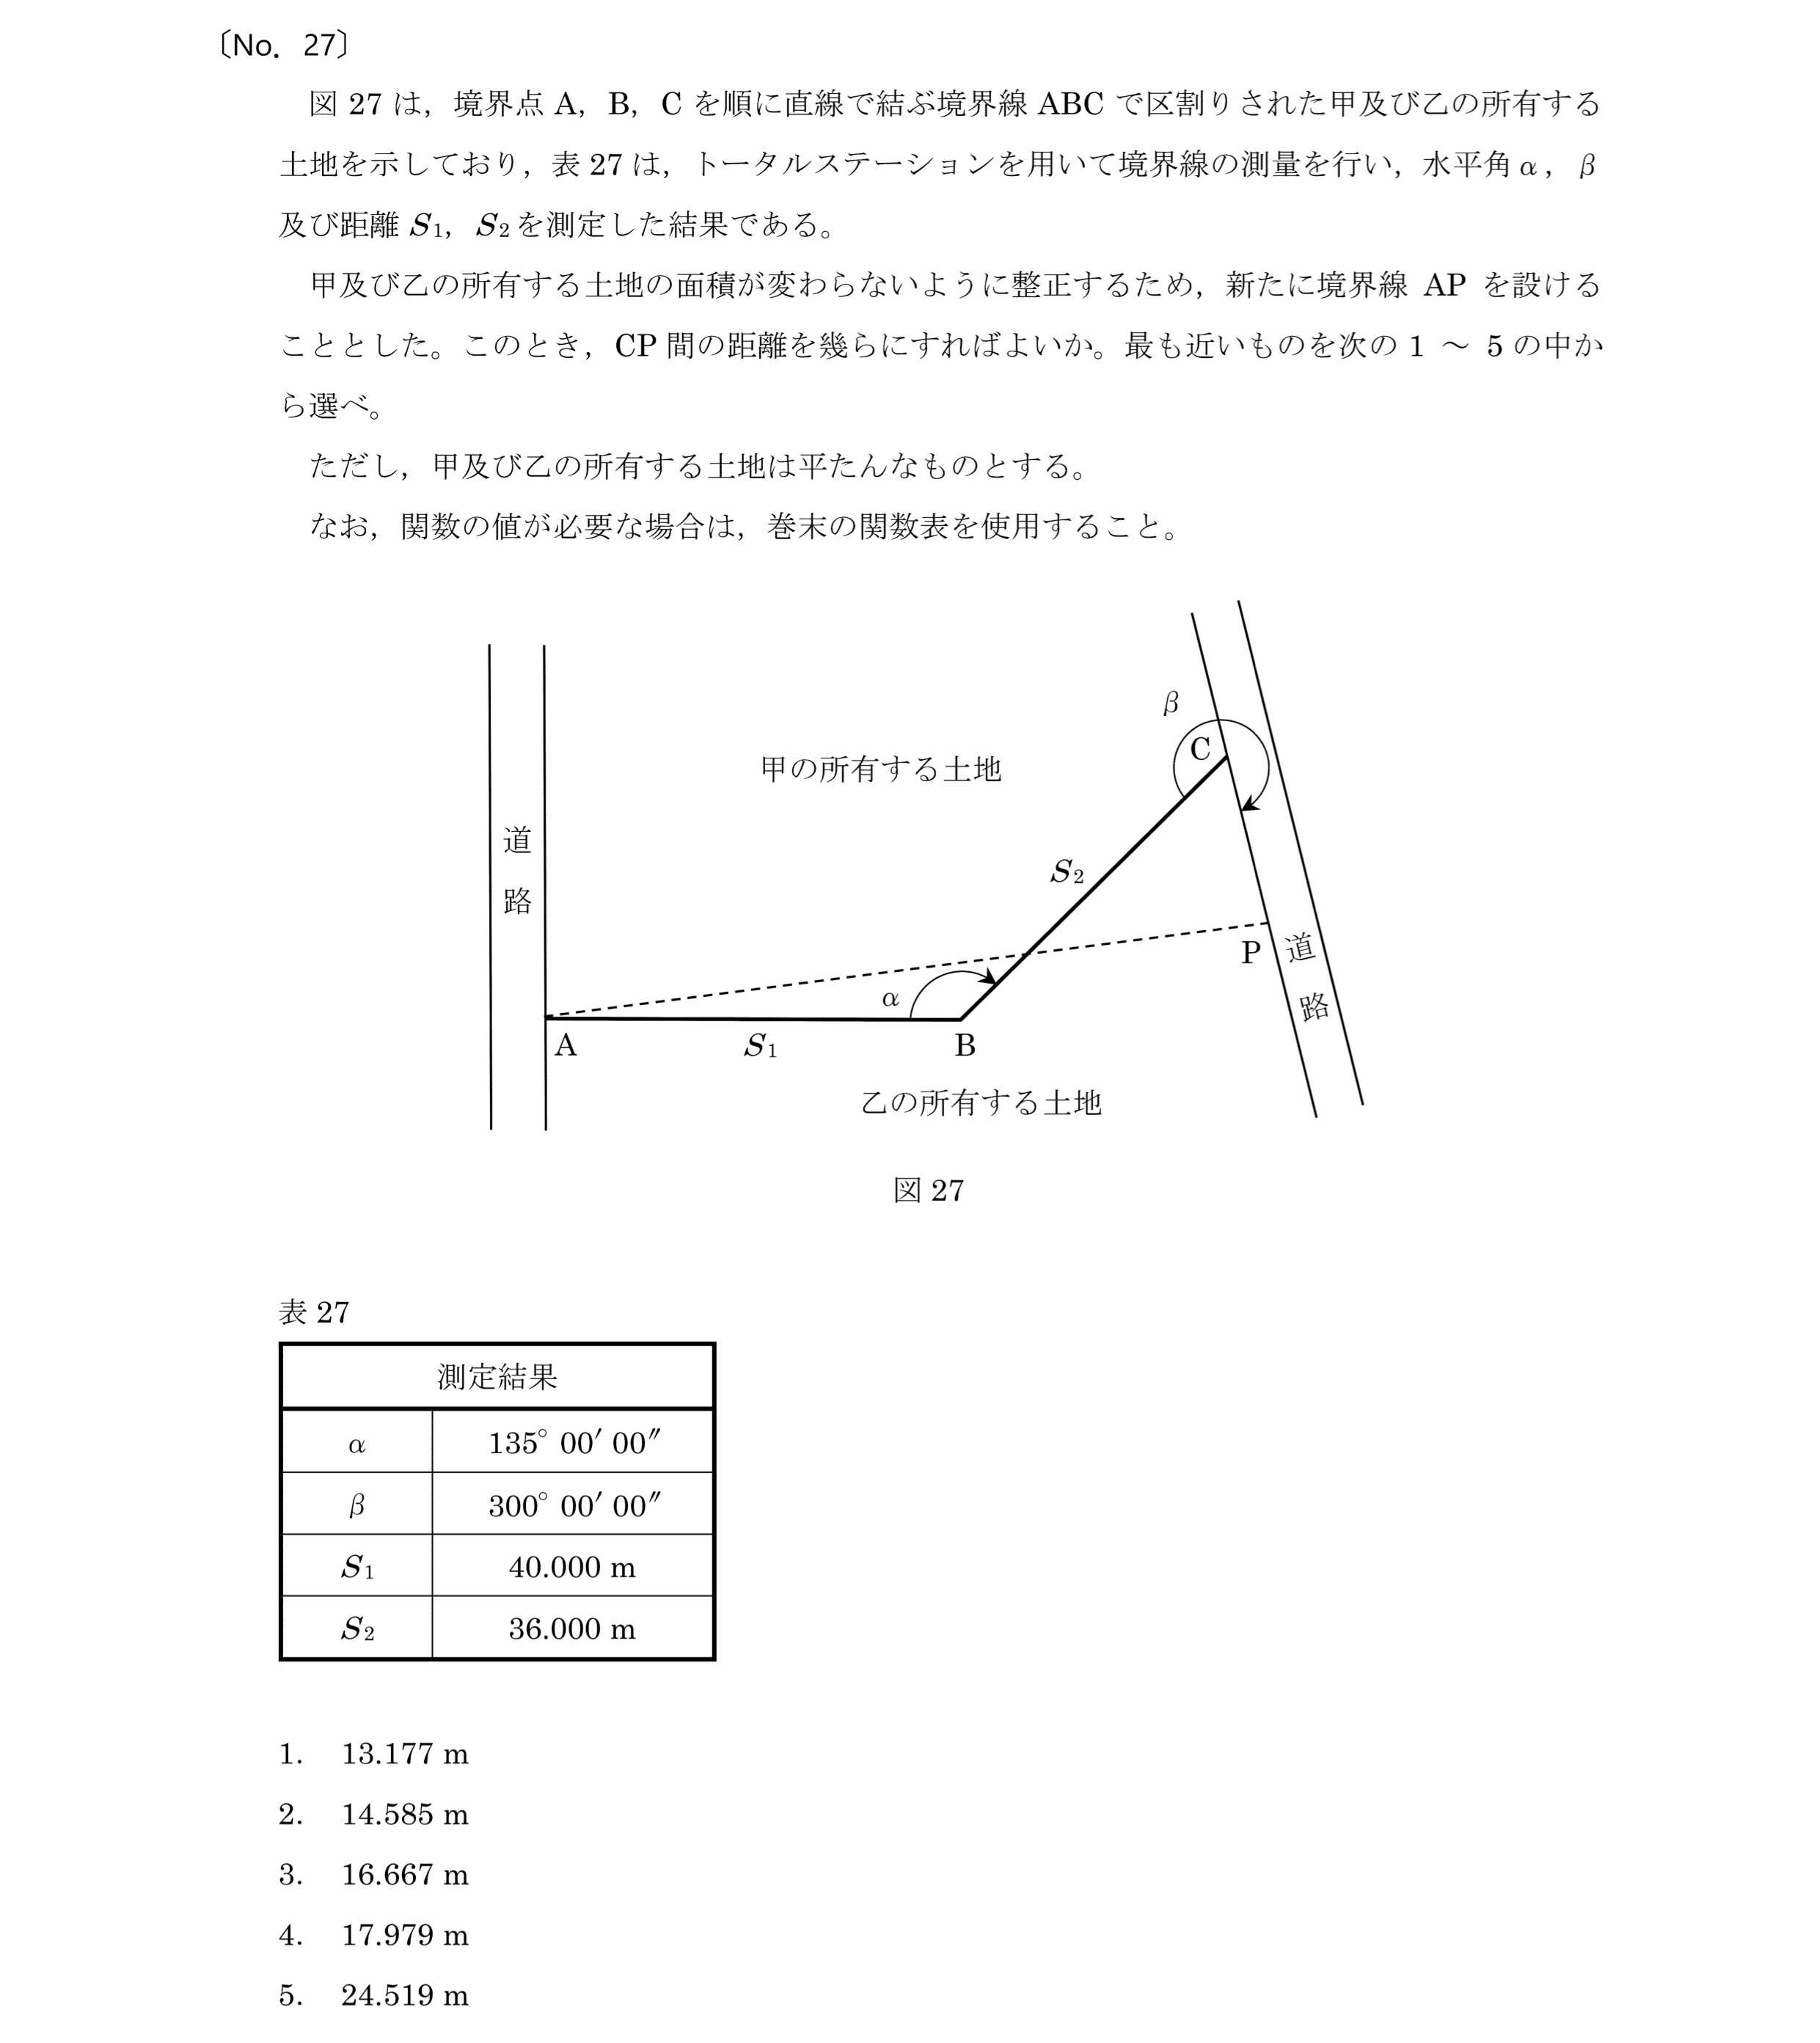 〔No. 27〕
図 27 は，境界点 A，B，C を順に直線で結ぶ境界線 ABC で区割りされた甲及び乙の所有する
土地を示しており，表 27 は，トータルステーションを用いて境界線の測量を行い，水平角 α，β
及び距離 S1，S2 を測定した結果である。
甲及び乙の所有する土地の面積が変わらないように整正するため，新たに境界線 AP を設ける
こととした。このとき，CP 間の距離を幾らにすればよいか。最も近いものを次の 1 ～ 5 の中か
ら選べ。
ただし，甲及び乙の所有する土地は平たんなものとする。
なお，関数の値が必要な場合は，巻末の関数表を使用すること。
β
C
甲の所有する土地
道
路
S2
P
道
路
α
A
S1
B
乙の所有する土地
図 27
表 27
測定結果
α 135° 00′ 00″
β 300° 00′ 00″
S1 40.000 m
S2 36.000 m
1. 13.177 m
2. 14.585 m
3. 16.667 m
4. 17.979 m
5. 24.519 m